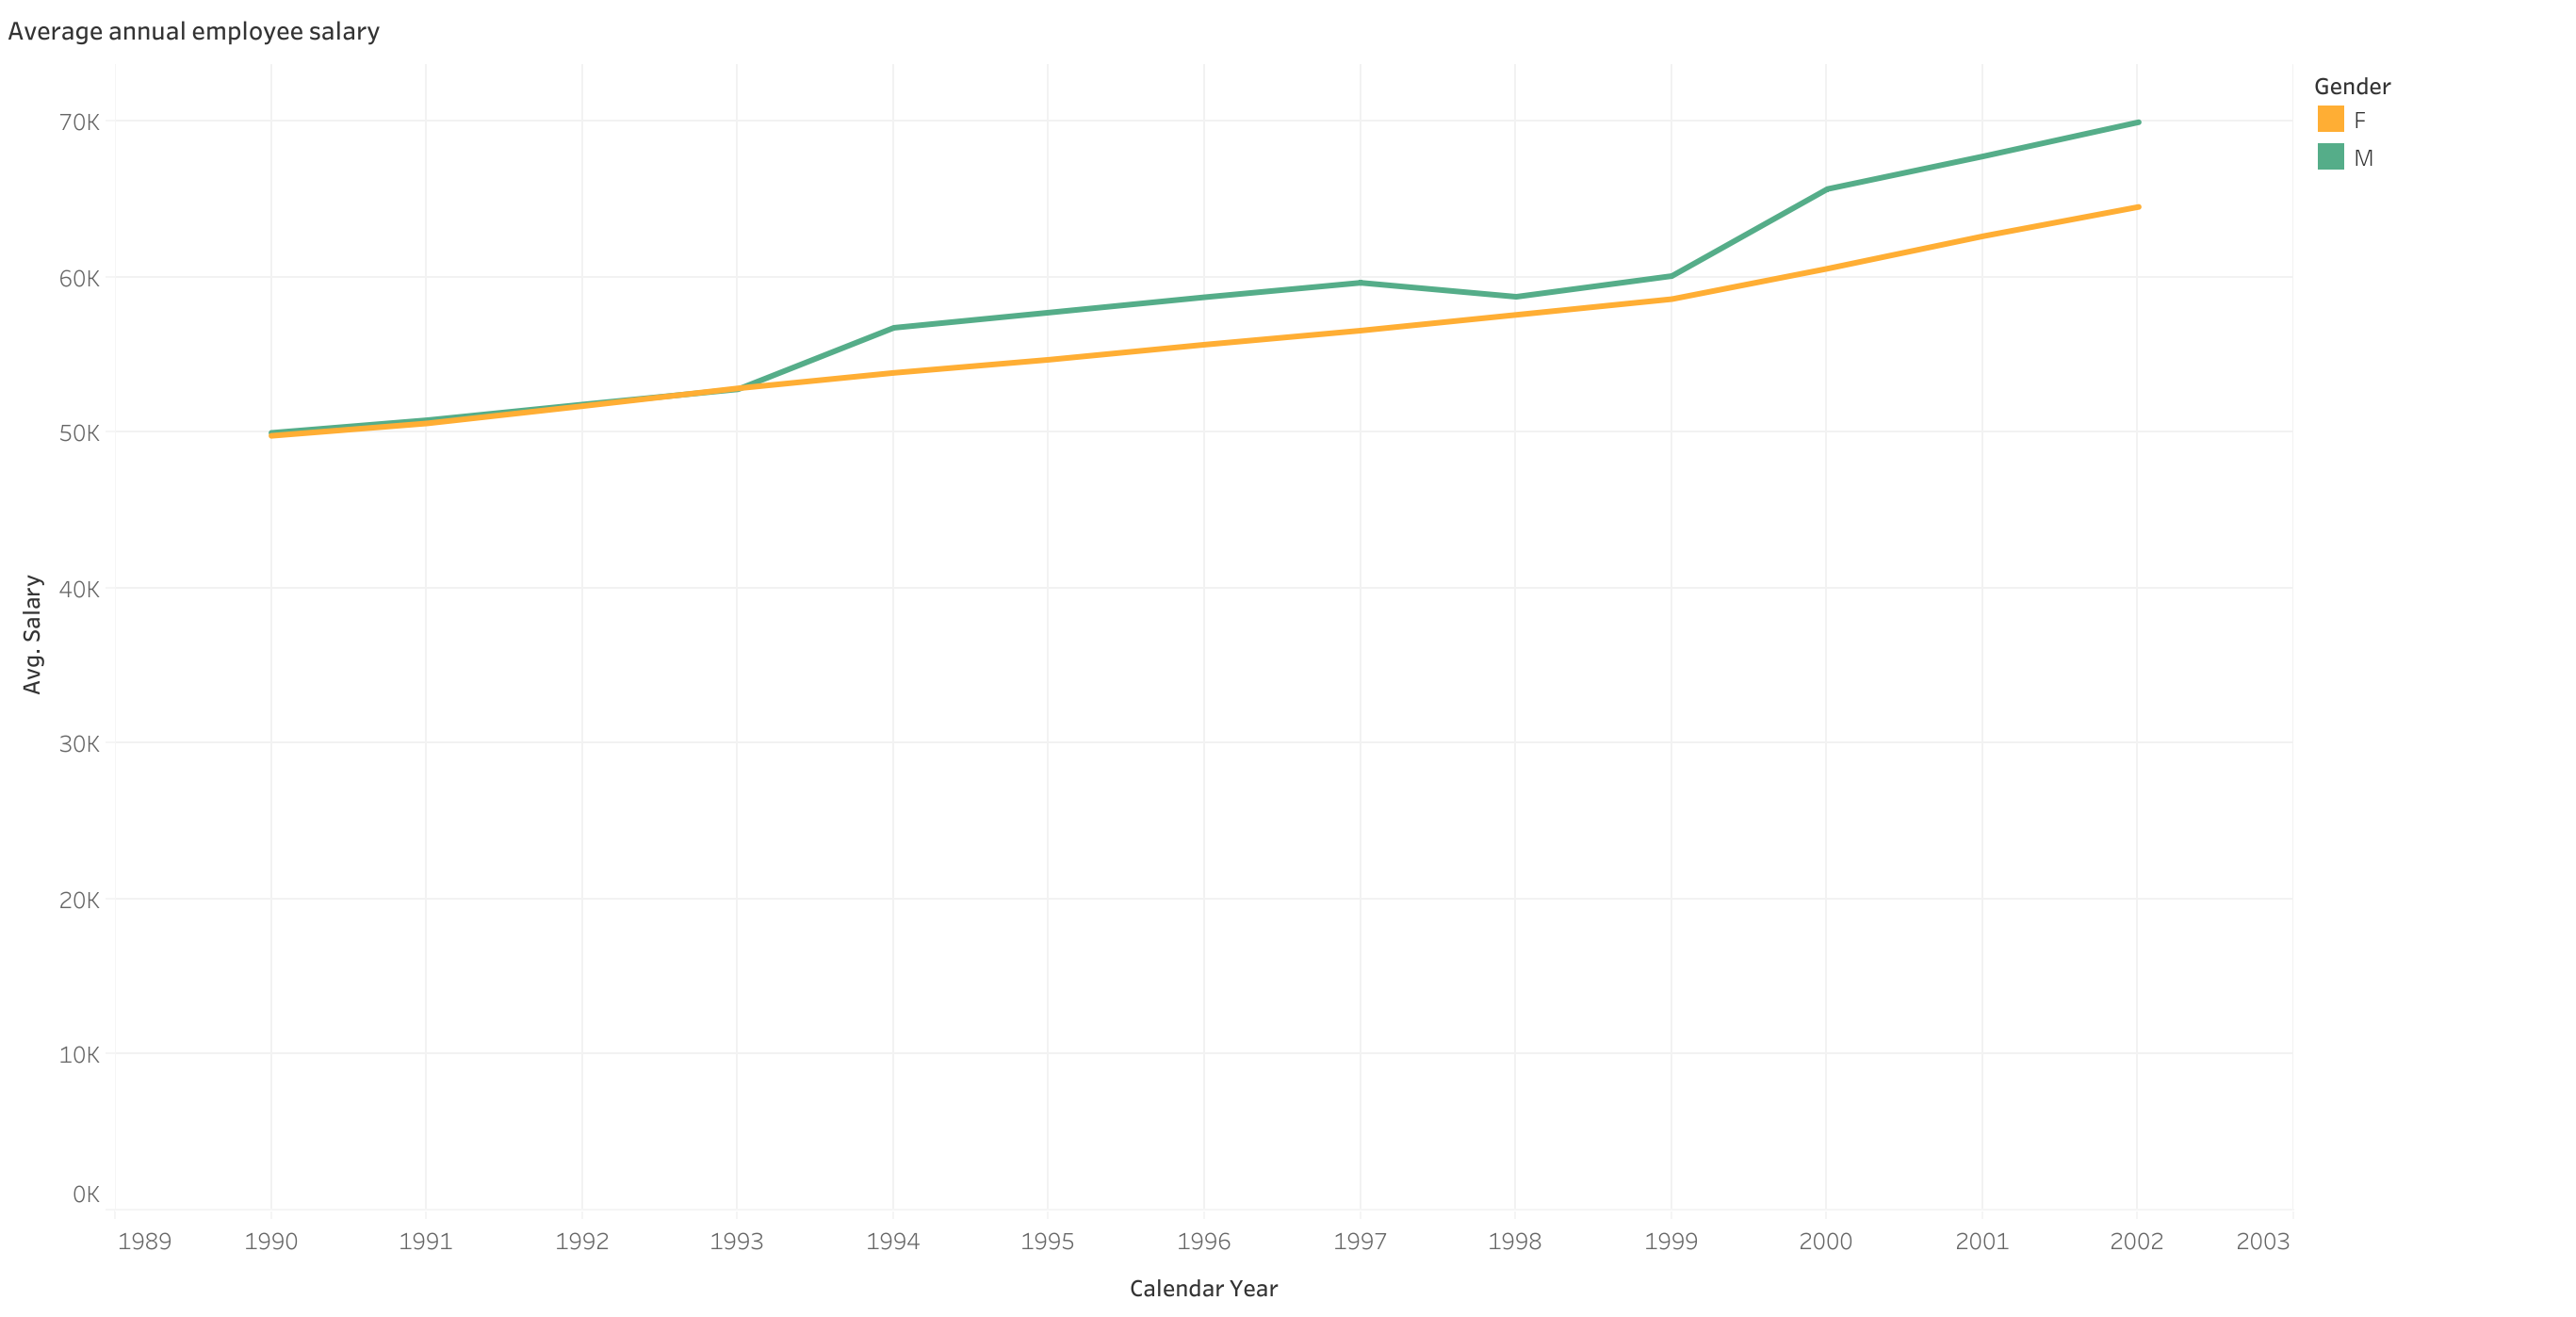 Average annual employee salary
Gender
F
M
70K
60K
50K
40K
30K
20K
10K
0K
Avg. Salary
1989 1990 1991 1992 1993 1994 1995 1996 1997 1998 1999 2000 2001 2002 2003
Calendar Year